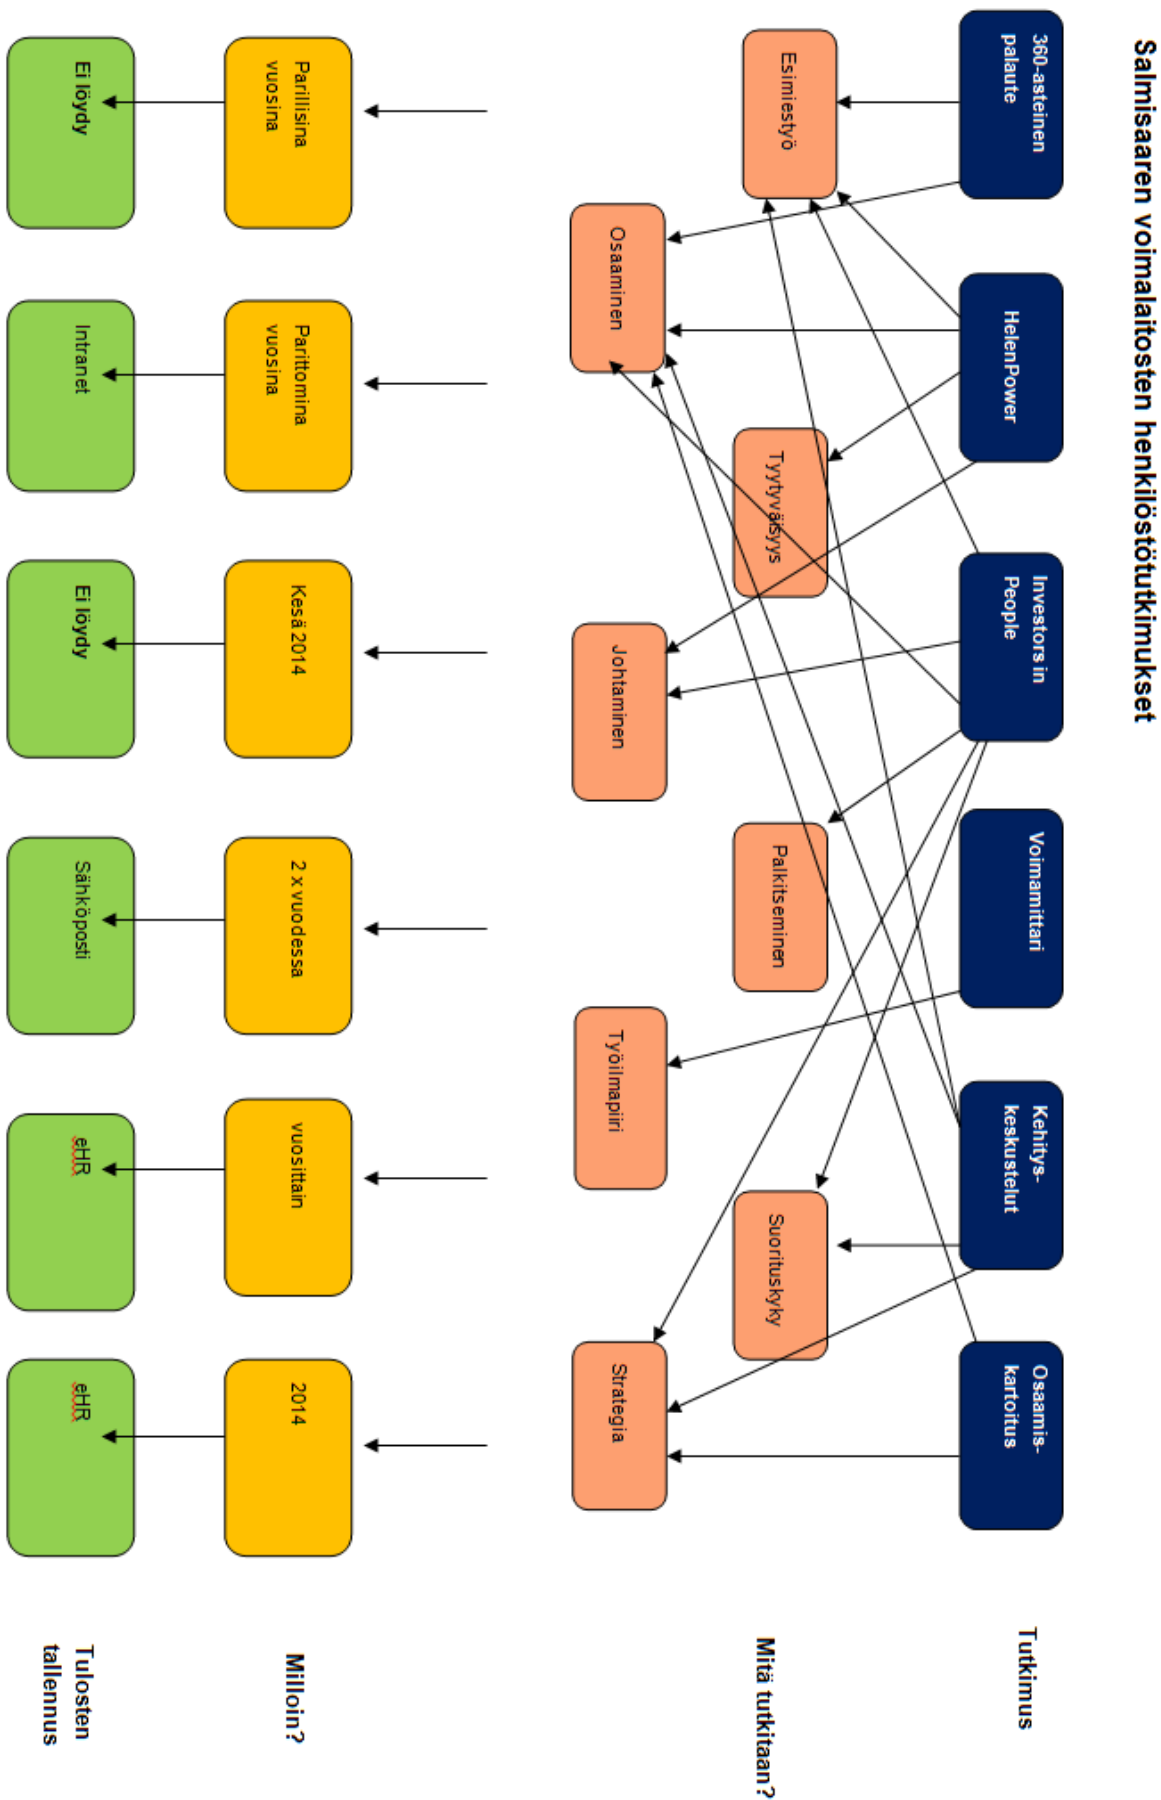 Salmisaaren voimalaitosten henkilöstötutkimukset
360-asteinen
palaute
HelenPower
Investors in
People
Voimamittari
Kehitys-
keskustelut
Osaamis-
kartoitus
Tutkimus
Esimiestyö
Tyytyväisyys
Palkitseminen
Suorituskyky
Mitä tutkitaan?
Osaaminen
Johtaminen
Työilmapiiri
Strategia
Parillisina
vuosina
Parittomina
vuosina
Kesä 2014
2 x vuodessa
vuosittain
2014
Milloin?
Ei löydy
Intranet
Ei löydy
Sähköposti
eHR
eHR
Tulosten
tallennus